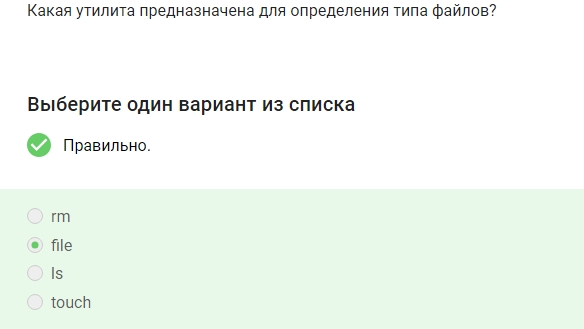 Какая утилита предназначена для определения типа файлов?
Выберите один вариант из списка
Правильно.
rm
file
ls
touch